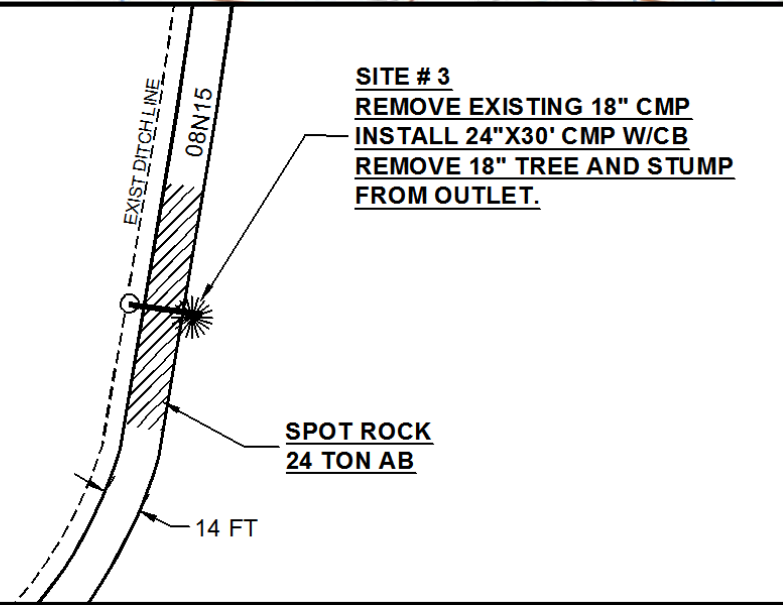 SITE # 3
REMOVE EXISTING 18" CMP
INSTALL 24"X30' CMP W/CB
REMOVE 18" TREE AND STUMP
FROM OUTLET.
EXIST DITCH LINE
08N15
SPOT ROCK
24 TON AB
14 FT